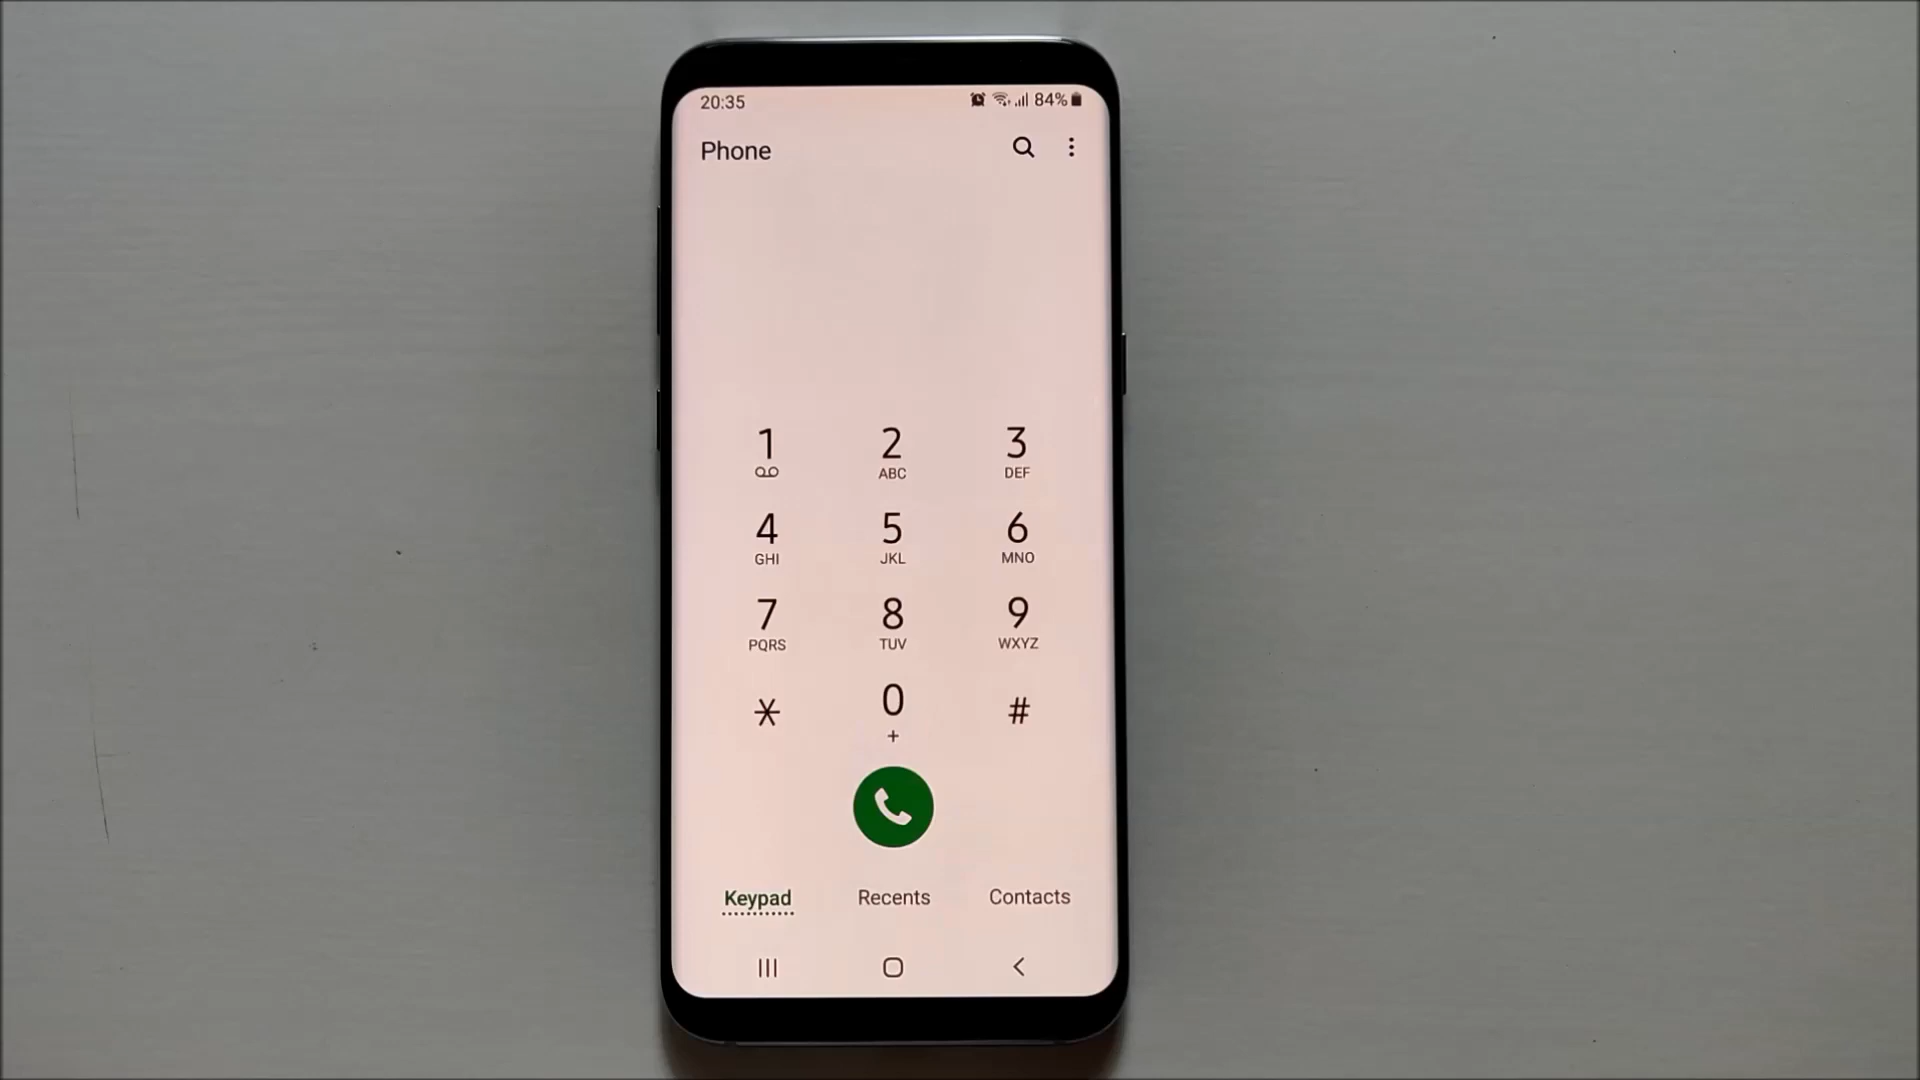 20:35 84%
Phone
1 2 3
ABC DEF
4 5 6
GHI JKL MNO
7 8 9
PQRS TUV WXYZ
* 0 #
+
Keypad Recents Contacts